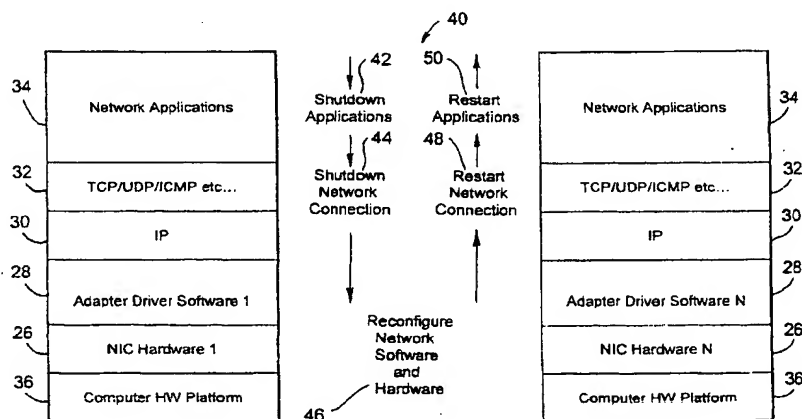 40
42
50
34
Network Applications
Shutdown
Applications
Restart
Applications
Network Applications
34
44
48
32
TCP/UDP/ICMP etc...
Shutdown
Network
Connection
Restart
Network
Connection
TCP/UDP/ICMP etc...
32
30
IP
IP
30
28
Adapter Driver Software 1
Adapter Driver Software N
28
Reconfigure
Network
Software
and
Hardware
26
NIC Hardware 1
NIC Hardware N
26
36
Computer HW Platform
46
Computer HW Platform
36